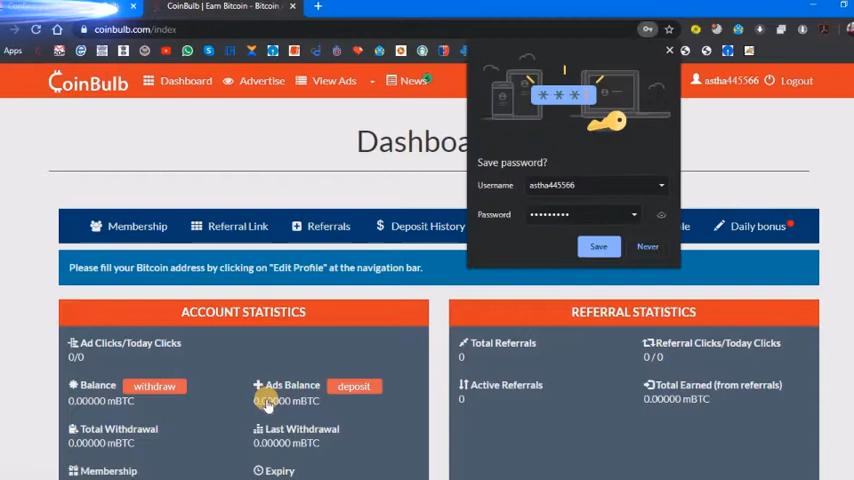 CoinBulb | Earn Bitcoin - Bitcoin
coinbulb.com/index
Apps
CoinBulb Dashboard Advertise View Ads News astha445566 Logout
Dashboa
Save password?
Username astha445566
Password •••••••••
Save Never
Membership Referral Link Referrals $ Deposit History Daily bonus
Please fill your Bitcoin address by clicking on "Edit Profile" at the navigation bar.
ACCOUNT STATISTICS
Ad Clicks/Today Clicks
0/0
Balance withdraw Ads Balance deposit
0.00000 mBTC 0.00000 mBTC
Total Withdrawal Last Withdrawal
0.00000 mBTC 0.00000 mBTC
Membership Expiry
REFERRAL STATISTICS
Total Referrals Referral Clicks/Today Clicks
0 0 / 0
Active Referrals Total Earned (from referrals)
0 0.00000 mBTC